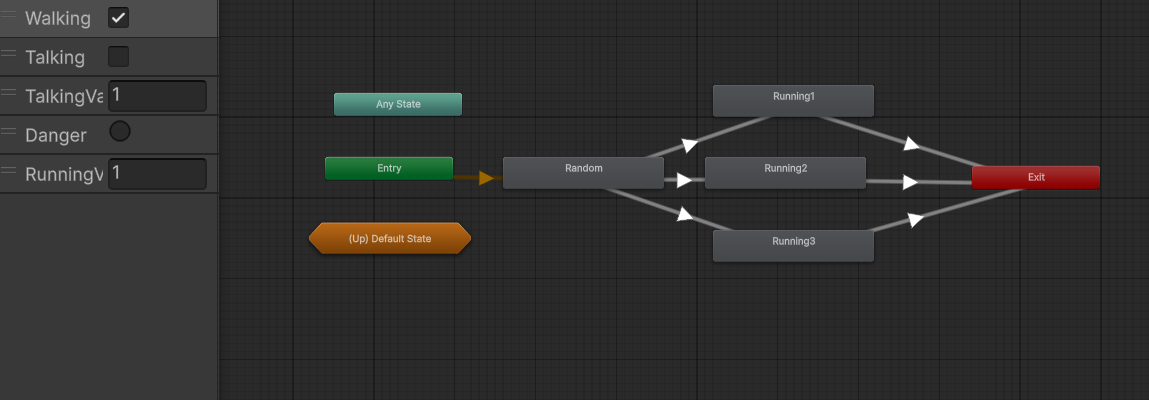 Walking
Talking
TalkingVa 1
Danger
RunningV 1
Any State
Entry
(Up) Default State
Random
Running1
Running2
Running3
Exit